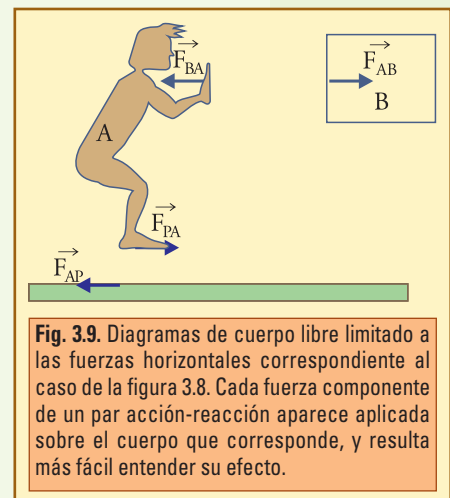 F_BA
F_AB
B
A
F_PA
F_AP
Fig. 3.9. Diagramas de cuerpo libre limitado a
las fuerzas horizontales correspondiente al
caso de la figura 3.8. Cada fuerza componente
de un par acción-reacción aparece aplicada
sobre el cuerpo que corresponde, y resulta
más fácil entender su efecto.